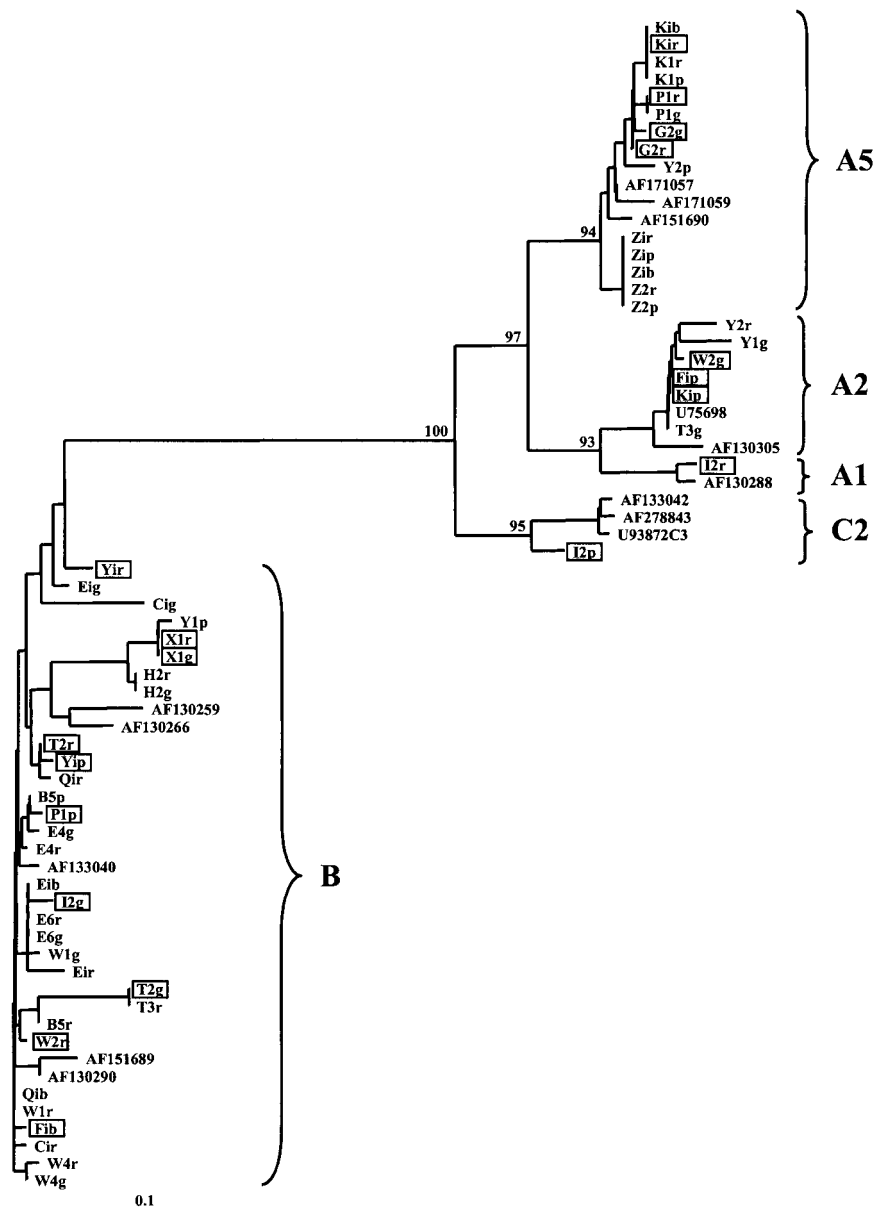 Kib
Kir
K1r
K1p
P1r
P1g
G2g
G2r
Y2p
AF171057
AF171059
AF151690
94
Zir
Zip
Zib
Z2r
Z2p
A5
Y2r
Y1g
97
W2g
Fip
Kip
U75698
T3g
A2
100
93
AF130305
I2r
AF130288
A1
AF133042
AF278843
95
U93872C3
I2p
C2
Yir
Eig
Cig
Y1p
X1r
X1g
H2r
H2g
AF130259
AF130266
T2r
Yip
Qir
B5p
P1p
E4g
E4r
AF133040
Eib
B
I2g
E6r
E6g
W1g
Eir
T2g
T3r
B5r
W2r
AF151689
AF130290
Qib
W1r
Fib
Cir
W4r
W4g
0.1